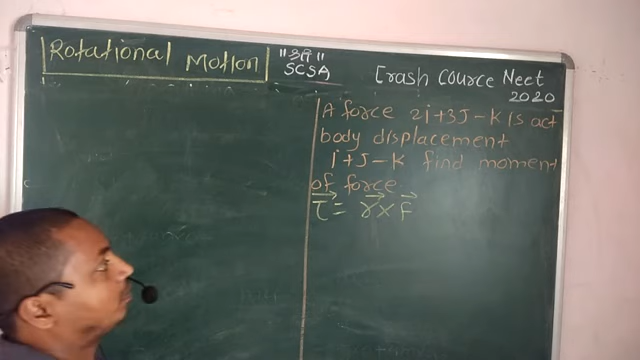 Rotational Motion
"श्री"
SCSA
Crash Cource Neet
2020
A force 2i+3J-K is act
body displacement
i+J-K find moment
of force.
τ⃗ = r⃗ × F⃗